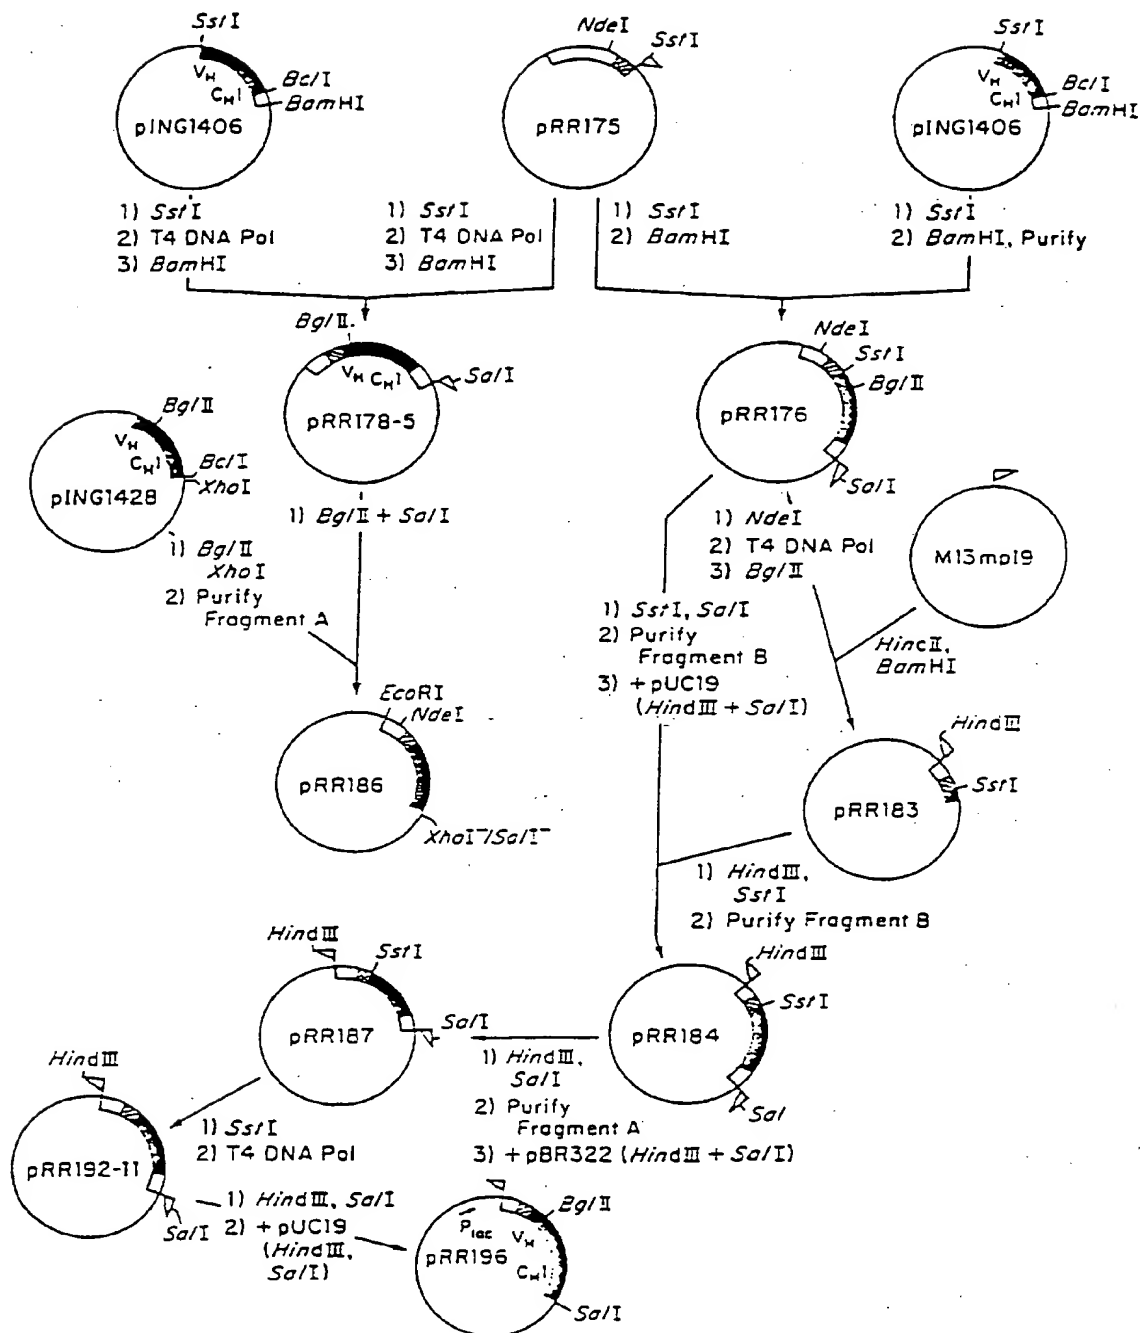 SstI
VH
CH1
BclI
BamHI
pING1406
NdeI
SstI
pRR175
SstI
VH
CH1
BclI
BamHI
pING1406
1) SstI
2) T4 DNA Pol
3) BamHI
1) SstI
2) T4 DNA Pol
3) BamHI
1) SstI
2) BamHI
1) SstI
2) BamHI, Purify
BglII
VH CH1
SalI
pRR178-5
NdeI
SstI
BglII
pRR176
SalI
BglII
VH
CH1
BclI
XhoI
pING1428
1) BglII
XhoI
2) Purify
Fragment A
1) BglII + SalI
1) NdeI
2) T4 DNA Pol
3) BglII
M13mp19
1) SstI, SalI
2) Purify
Fragment B
3) + pUC19
(HindIII + SalI)
HincII,
BamHI
EcoRI
NdeI
pRR186
XhoI⁻/SalI⁻
HindIII
SstI
pRR183
1) HindIII,
SstI
2) Purify Fragment B
HindIII
SstI
SalI
pRR187
HindIII
SstI
pRR184
Sal
1) HindIII,
SalI
2) Purify
Fragment A
3) + pBR322 (HindIII + SalI)
HindIII
pRR192-11
SalI
1) SstI
2) T4 DNA Pol
1) HindIII, SalI
2) + pUC19
(HindIII,
SalI)
BglII
Plac
VH
pRR196
CH1
SalI